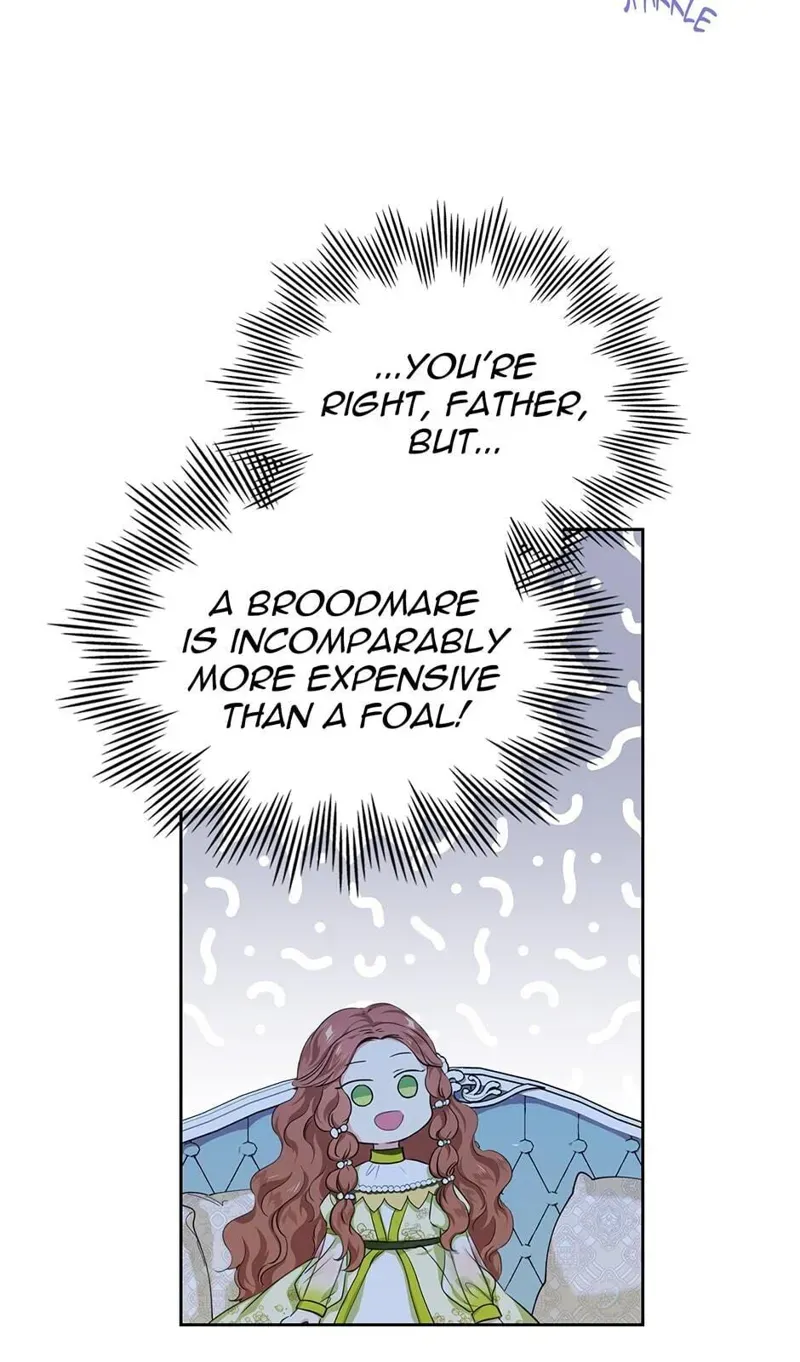 ...YOU'RE
RIGHT, FATHER,
BUT...
A BROODMARE
IS INCOMPARABLY
MORE EXPENSIVE
THAN A FOAL!